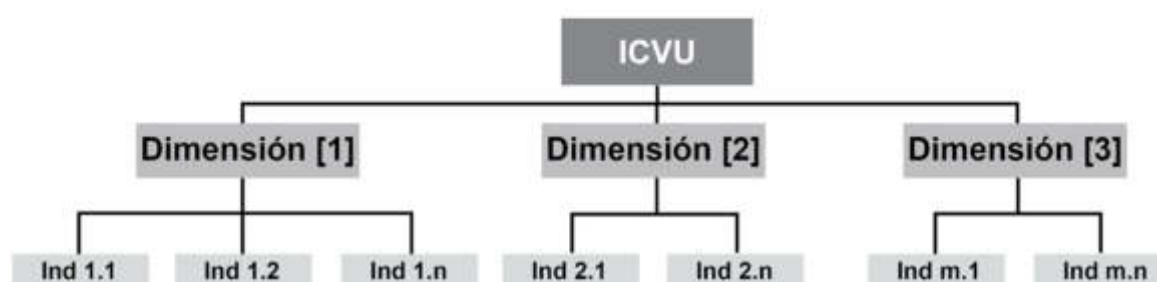 ICVU
Dimensión [1]
Dimensión [2]
Dimensión [3]
Ind 1.1
Ind 1.2
Ind 1.n
Ind 2.1
Ind 2.n
Ind m.1
Ind m.n